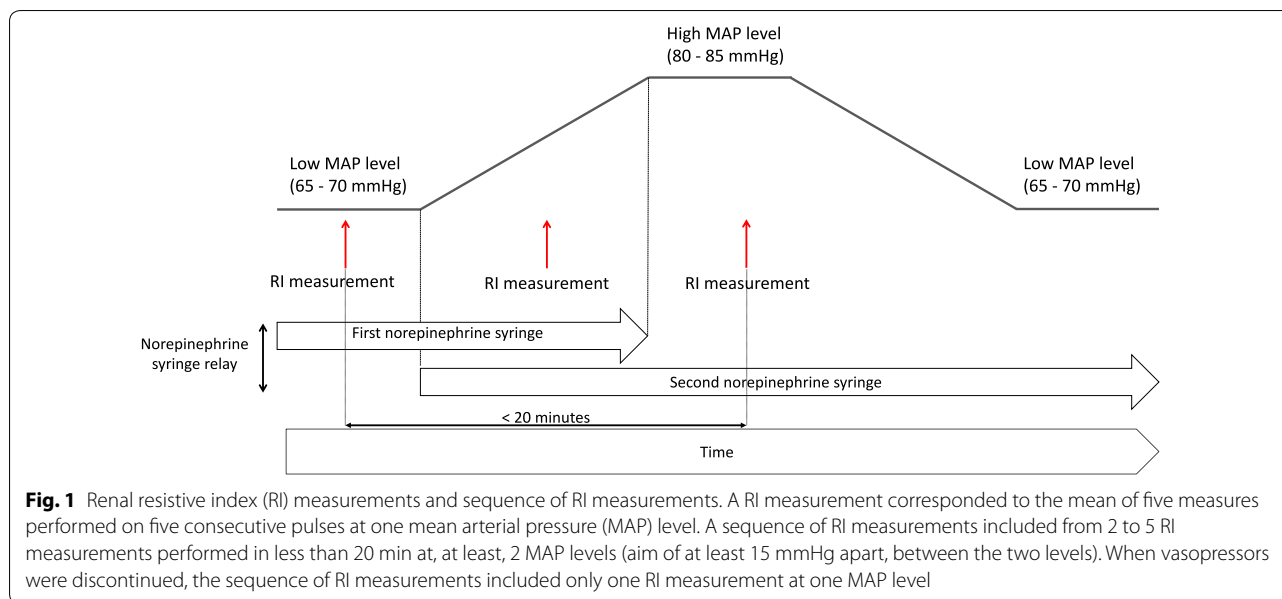 High MAP level
(80 - 85 mmHg)
Low MAP level
(65 - 70 mmHg)
Low MAP level
(65 - 70 mmHg)
RI measurement
RI measurement
RI measurement
First norepinephrine syringe
Norepinephrine
syringe relay
Second norepinephrine syringe
< 20 minutes
Time
Fig. 1 Renal resistive index (RI) measurements and sequence of RI measurements. A RI measurement corresponded to the mean of five measures
performed on five consecutive pulses at one mean arterial pressure (MAP) level. A sequence of RI measurements included from 2 to 5 RI
measurements performed in less than 20 min at, at least, 2 MAP levels (aim of at least 15 mmHg apart, between the two levels). When vasopressors
were discontinued, the sequence of RI measurements included only one RI measurement at one MAP level